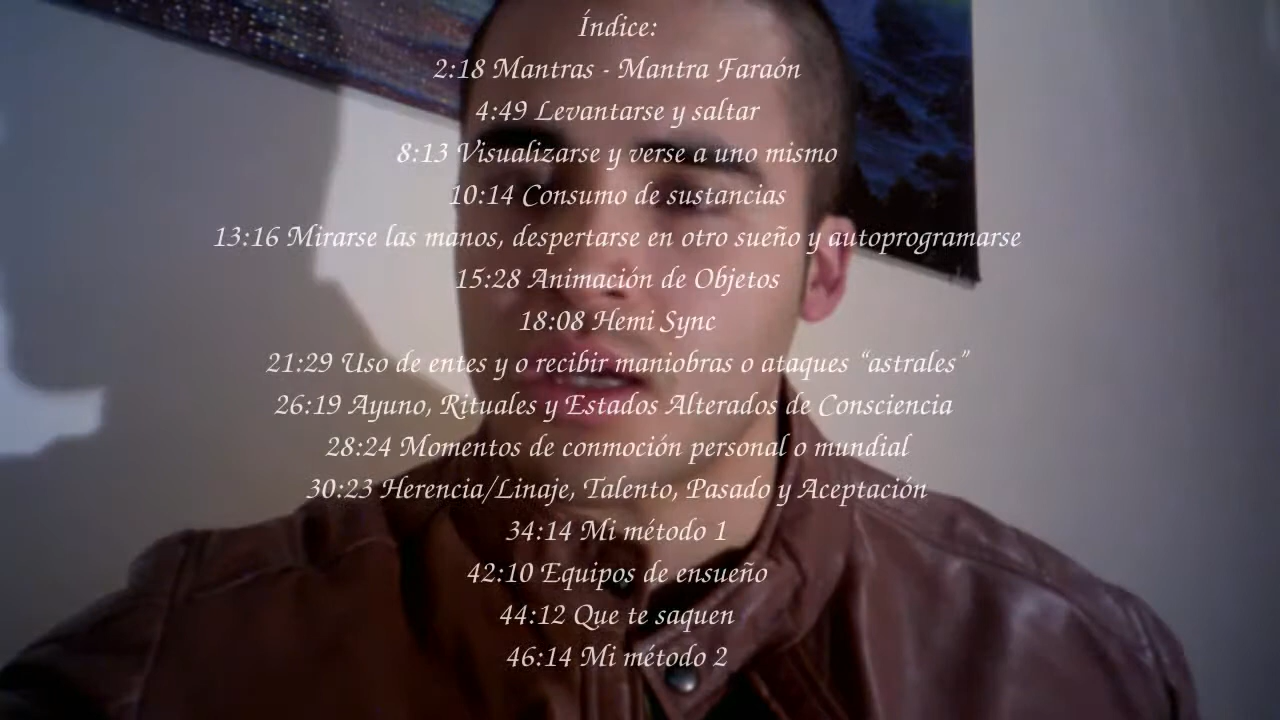 Índice:
2:18 Mantras - Mantra Faraón
4:49 Levantarse y saltar
8:13 Visualizarse y verse a uno mismo
10:14 Consumo de sustancias
13:16 Mirarse las manos, despertarse en otro sueño y autoprogramarse
15:28 Animación de Objetos
18:08 Hemi Sync
21:29 Uso de entes y o recibir maniobras o ataques “astrales”
26:19 Ayuno, Rituales y Estados Alterados de Consciencia
28:24 Momentos de conmoción personal o mundial
30:23 Herencia/Linaje, Talento, Pasado y Aceptación
34:14 Mi método 1
42:10 Equipos de ensueño
44:12 Que te saquen
46:14 Mi método 2